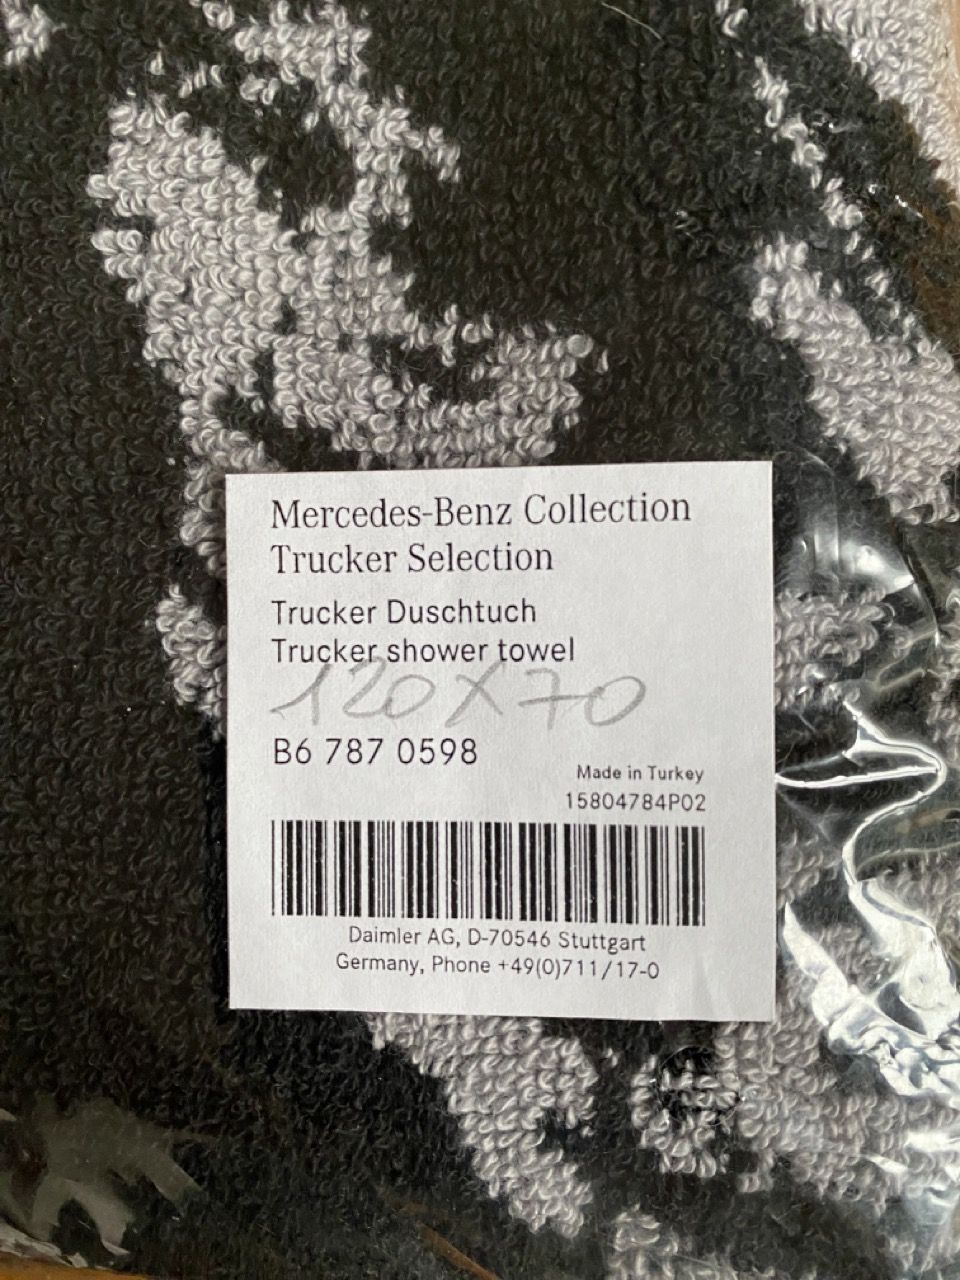 Mercedes-Benz Collection
Trucker Selection
Trucker Duschtuch
Trucker shower towel
120 X 70
B6 787 0598
Made in Turkey
15804784P02
Daimler AG, D-70546 Stuttgart
Germany, Phone +49(0)711/17-0